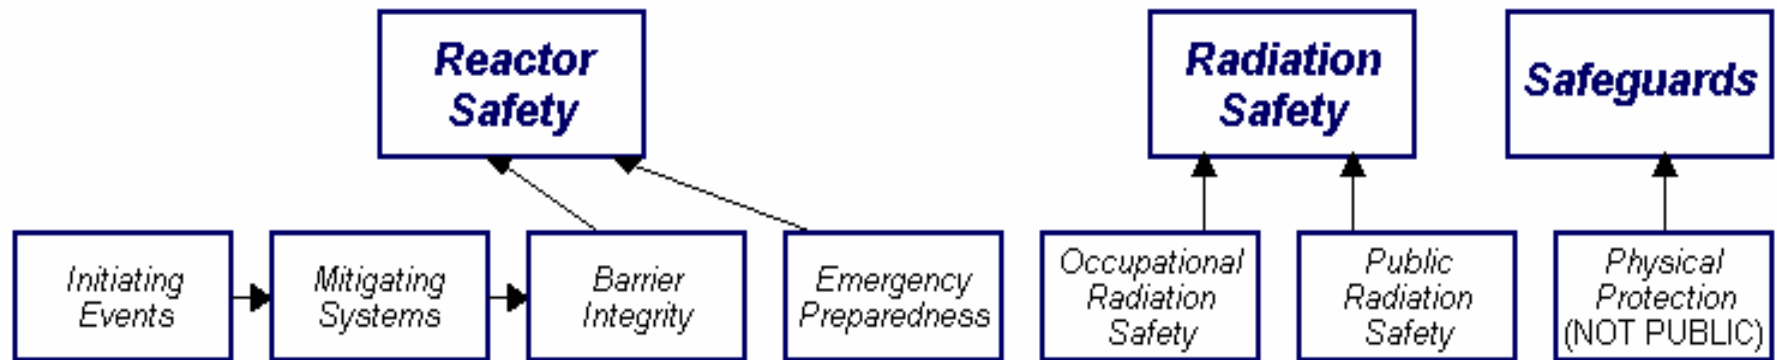 Reactor
Safety
Radiation
Safety
Safeguards
Initiating
Events
Mitigating
Systems
Barrier
Integrity
Emergency
Preparedness
Occupational
Radiation
Safety
Public
Radiation
Safety
Physical
Protection
(NOT PUBLIC)